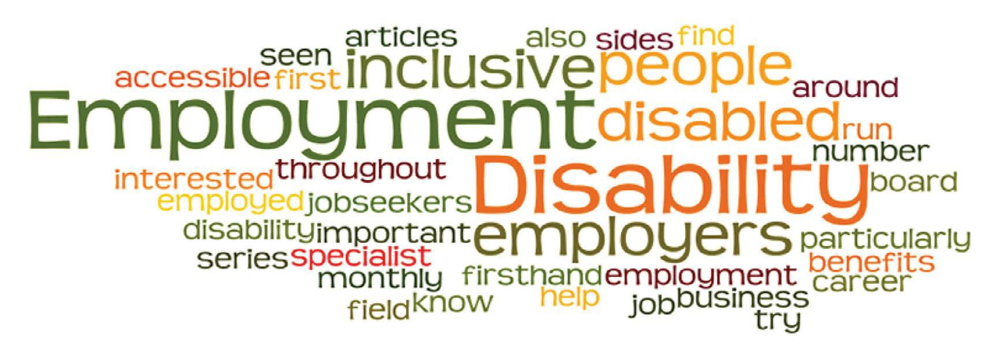 articles also sides find
seen inclusive people
accessible first around
Employment disabled run
number
throughout Disability board
interested
employed jobseekers
disability important employers particularly
series specialist benefits
monthly firsthand employment career
field know help job business
try